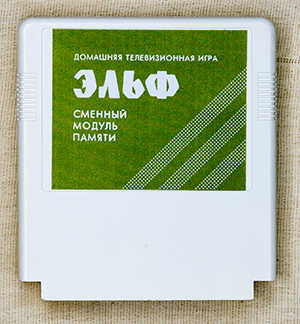 ДОМАШНЯЯ ТЕЛЕВИЗИОННАЯ ИГРА
ЭЛЬФ
СМЕННЫЙ
МОДУЛЬ
ПАМЯТИ